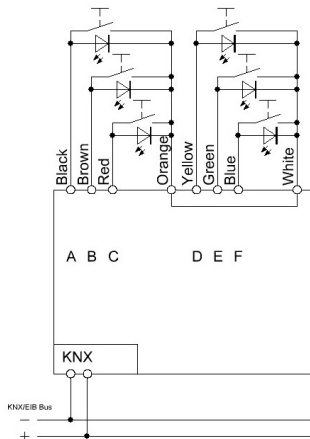 Black Brown Red Orange Yellow Green Blue White
A B C D E F
KNX
KNX/EIB Bus
−
+